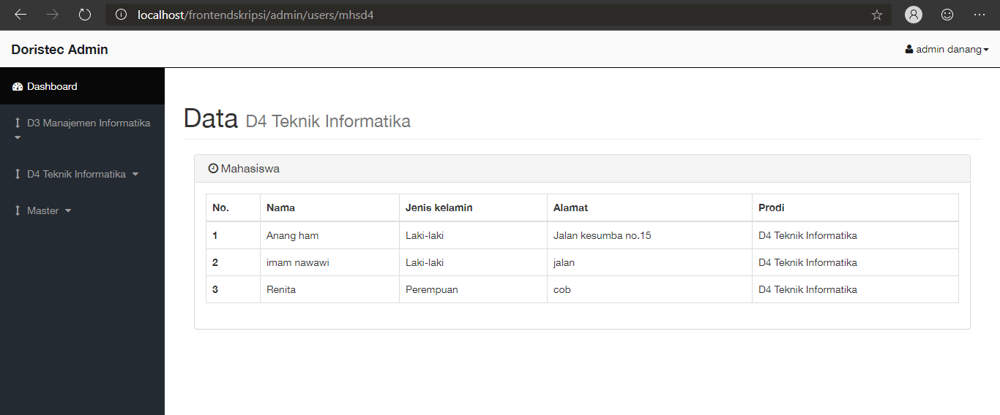 localhost/frontendskripsi/admin/users/mhsd4
Doristec Admin
admin danang
Dashboard
D3 Manajemen Informatika
D4 Teknik Informatika
Master
Data D4 Teknik Informatika
Mahasiswa
No. Nama Jenis kelamin Alamat Prodi
1 Anang ham Laki-laki Jalan kesumba no.15 D4 Teknik Informatika
2 imam nawawi Laki-laki jalan D4 Teknik Informatika
3 Renita Perempuan cob D4 Teknik Informatika